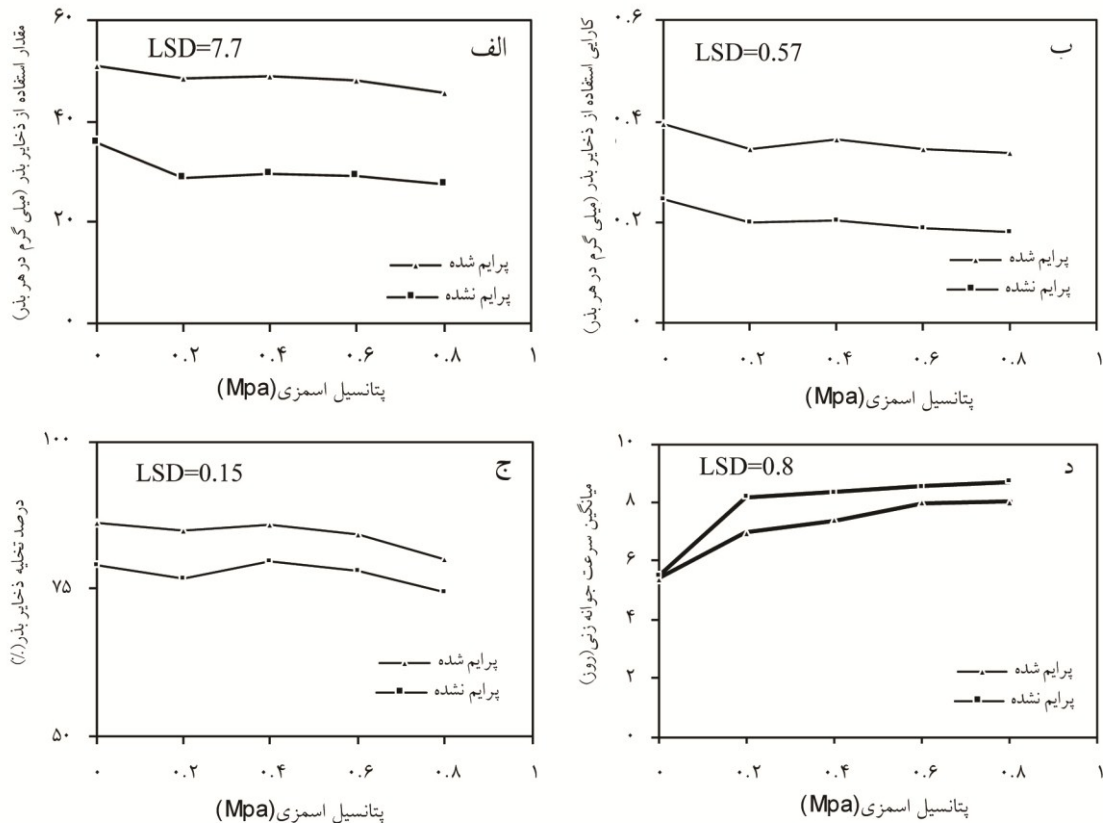 الف
LSD=7.7
مقدار استفاده از ذخایر بذر (میلی گرم در هر بذر)
۶۰
۴۰
۲۰
۰
پرایم شده
پرایم نشده
۰ ۰.۲ ۰.۴ ۰.۶ ۰.۸ ۱
پتانسیل اسمزی(Mpa)
ب
LSD=0.57
کارایی استفاده از ذخایر بذر (میلی گرم در هر بذر)
۰.۶
۰.۴
۰.۲
۰
پرایم شده
پرایم نشده
۰ ۰.۲ ۰.۴ ۰.۶ ۰.۸ ۱
پتانسیل اسمزی(Mpa)
ج
LSD=0.15
درصد تخلیه ذخایر بذر(٪)
۱۰۰
۷۵
۵۰
پرایم شده
پرایم نشده
۰ ۰.۲ ۰.۴ ۰.۶ ۰.۸ ۱
پتانسیل اسمزی(Mpa)
د
LSD=0.8
میانگین سرعت جوانه زنی(روز)
۱۰
۸
۶
۴
۲
۰
پرایم شده
پرایم نشده
۰ ۰.۲ ۰.۴ ۰.۶ ۰.۸ ۱
پتانسیل اسمزی(Mpa)